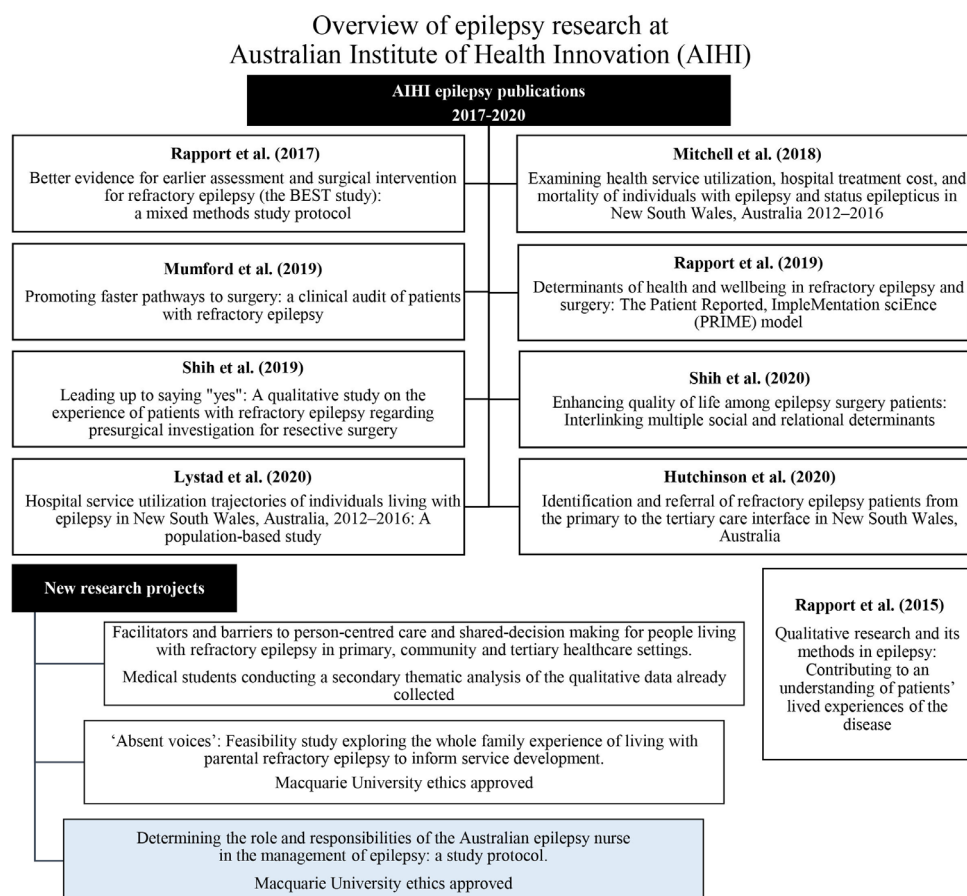 Overview of epilepsy research at
Australian Institute of Health Innovation (AIHI)
AIHI epilepsy publications
2017-2020
Rapport et al. (2017)
Better evidence for earlier assessment and surgical intervention
for refractory epilepsy (the BEST study):
a mixed methods study protocol
Mitchell et al. (2018)
Examining health service utilization, hospital treatment cost, and
mortality of individuals with epilepsy and status epilepticus in
New South Wales, Australia 2012–2016
Mumford et al. (2019)
Promoting faster pathways to surgery: a clinical audit of patients
with refractory epilepsy
Rapport et al. (2019)
Determinants of health and wellbeing in refractory epilepsy and
surgery: The Patient Reported, ImpleMentation sciEnce
(PRIME) model
Shih et al. (2019)
Leading up to saying "yes": A qualitative study on the
experience of patients with refractory epilepsy regarding
presurgical investigation for resective surgery
Shih et al. (2020)
Enhancing quality of life among epilepsy surgery patients:
Interlinking multiple social and relational determinants
Lystad et al. (2020)
Hospital service utilization trajectories of individuals living with
epilepsy in New South Wales, Australia, 2012–2016: A
population-based study
Hutchinson et al. (2020)
Identification and referral of refractory epilepsy patients from
the primary to the tertiary care interface in New South Wales,
Australia
New research projects
Facilitators and barriers to person-centred care and shared-decision making for people living
with refractory epilepsy in primary, community and tertiary healthcare settings.
Medical students conducting a secondary thematic analysis of the qualitative data already
collected
‘Absent voices’: Feasibility study exploring the whole family experience of living with
parental refractory epilepsy to inform service development.
Macquarie University ethics approved
Determining the role and responsibilities of the Australian epilepsy nurse
in the management of epilepsy: a study protocol.
Macquarie University ethics approved
Rapport et al. (2015)
Qualitative research and its
methods in epilepsy:
Contributing to an
understanding of patients’
lived experiences of the
disease